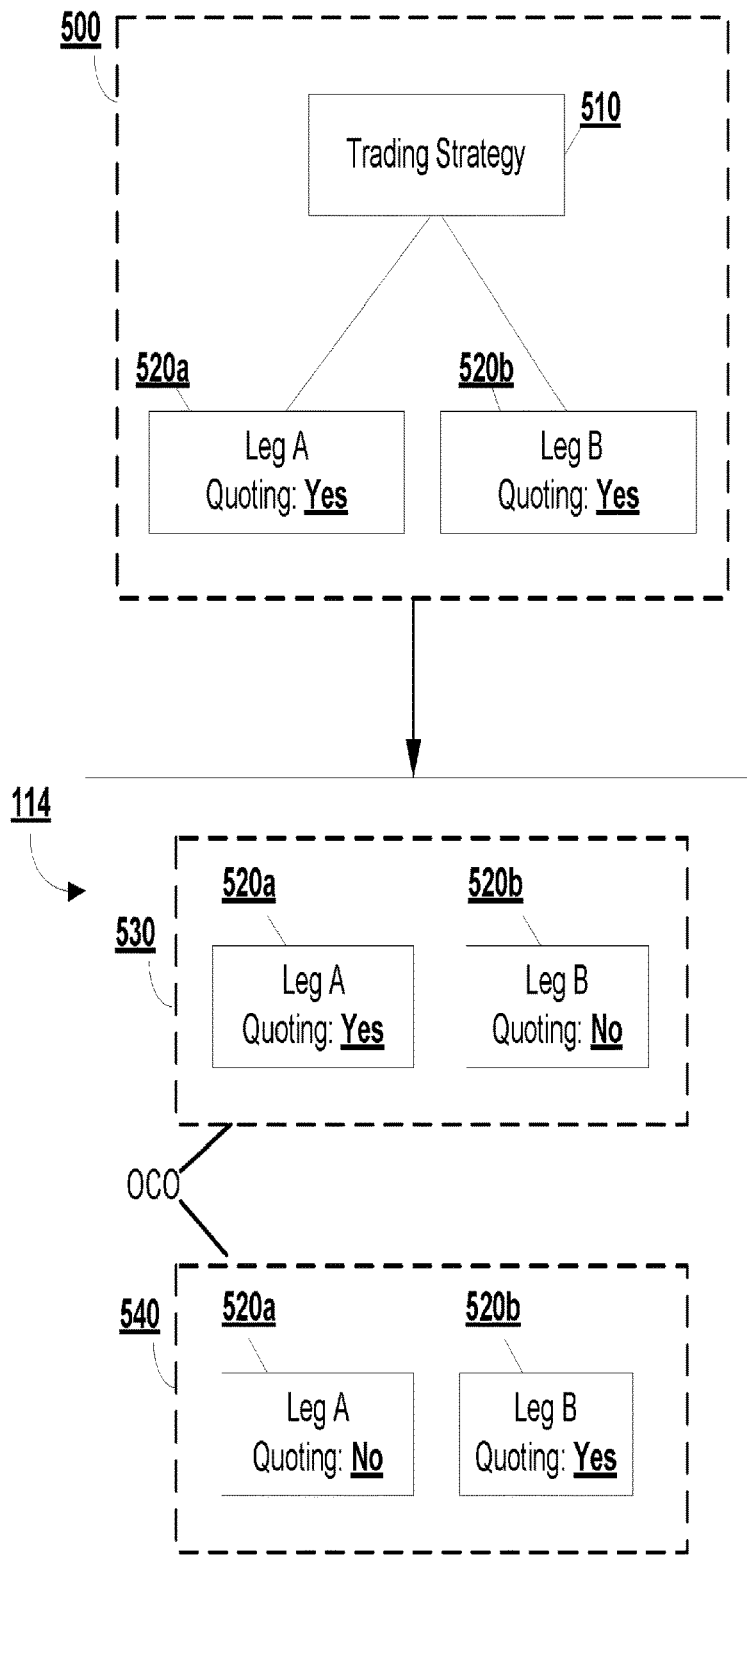 500
510
Trading Strategy
520a
520b
Leg A
Quoting: Yes
Leg B
Quoting: Yes
114
520a
520b
530
Leg A
Quoting: Yes
Leg B
Quoting: No
OCO
540
520a
520b
Leg A
Quoting: No
Leg B
Quoting: Yes